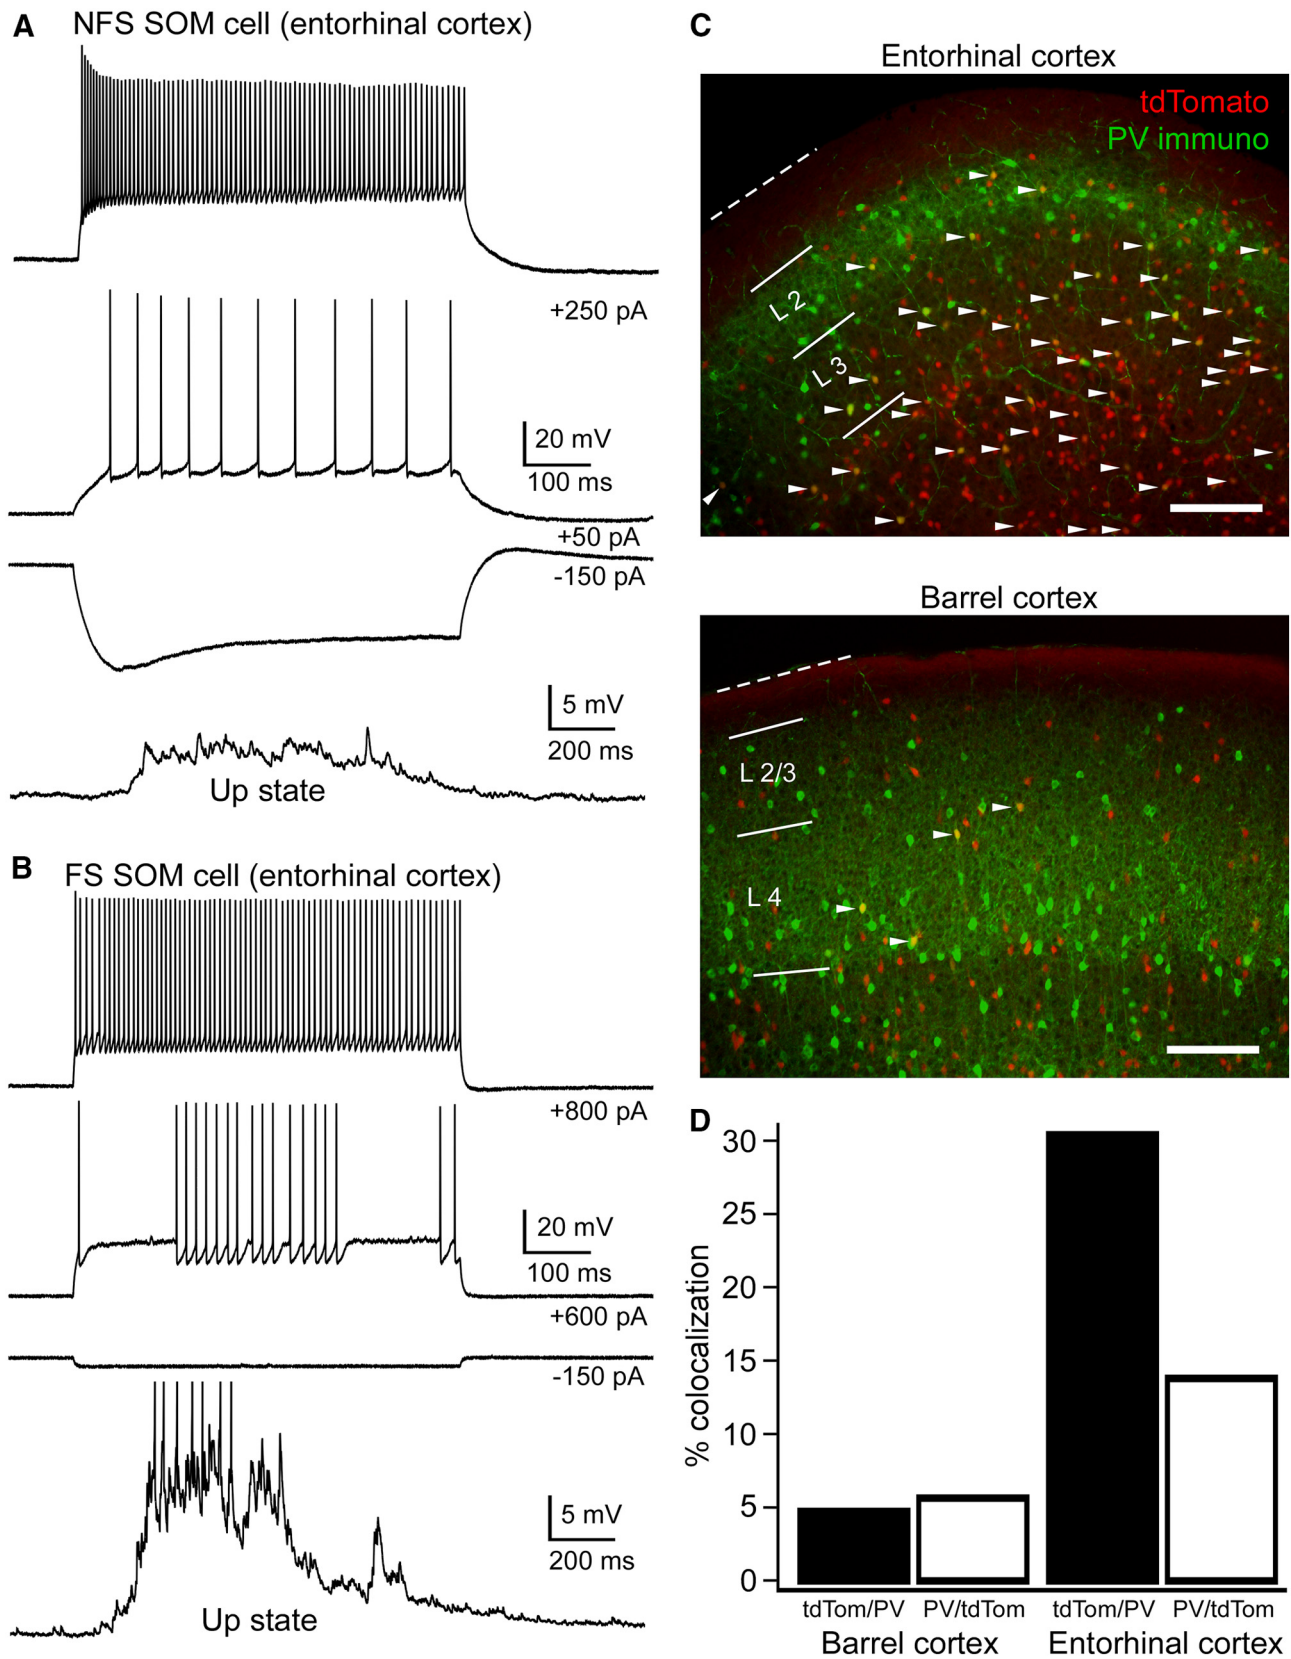 A
NFS SOM cell (entorhinal cortex)
+250 pA
20 mV
100 ms
+50 pA
-150 pA
5 mV
200 ms
Up state
B
FS SOM cell (entorhinal cortex)
+800 pA
20 mV
100 ms
+600 pA
-150 pA
5 mV
200 ms
Up state
C
Entorhinal cortex
tdTomato
PV immuno
L 2
L 3
Barrel cortex
L 2/3
L 4
D
% colocalization
30
25
20
15
10
5
0
tdTom/PV PV/tdTom tdTom/PV PV/tdTom
Barrel cortex Entorhinal cortex